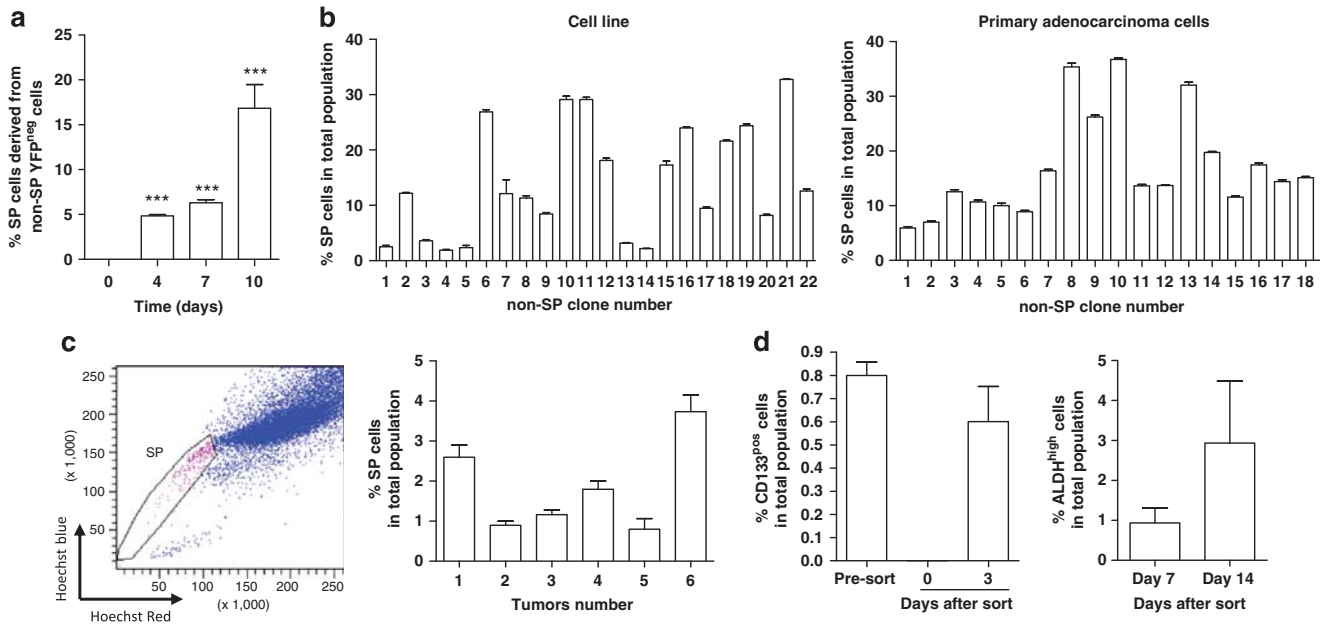 a
% SP cells derived from
non-SP YFPneg cells
25
20
15
10
5
0
***
***
***
0 4 7 10
Time (days)
b
Cell line
% SP cells in total population
40
30
20
10
0
1 2 3 4 5 6 7 8 9 10 11 12 13 14 15 16 17 18 19 20 21 22
non-SP clone number
Primary adenocarcinoma cells
% SP cells in total population
40
30
20
10
0
1 2 3 4 5 6 7 8 9 10 11 12 13 14 15 16 17 18
non-SP clone number
c
Hoechst blue
(x 1,000)
250
200
150
100
50
SP
50 100 150 200 250
(x 1,000)
Hoechst Red
% SP cells
in total population
5
4
3
2
1
0
1 2 3 4 5 6
Tumors number
d
% CD133pos cells
in total population
0.9
0.8
0.7
0.6
0.5
0.4
0.3
0.2
0.1
0.0
Pre-sort 0 3
Days after sort
% ALDHhigh cells
in total population
5
4
3
2
1
0
Day 7 Day 14
Days after sort